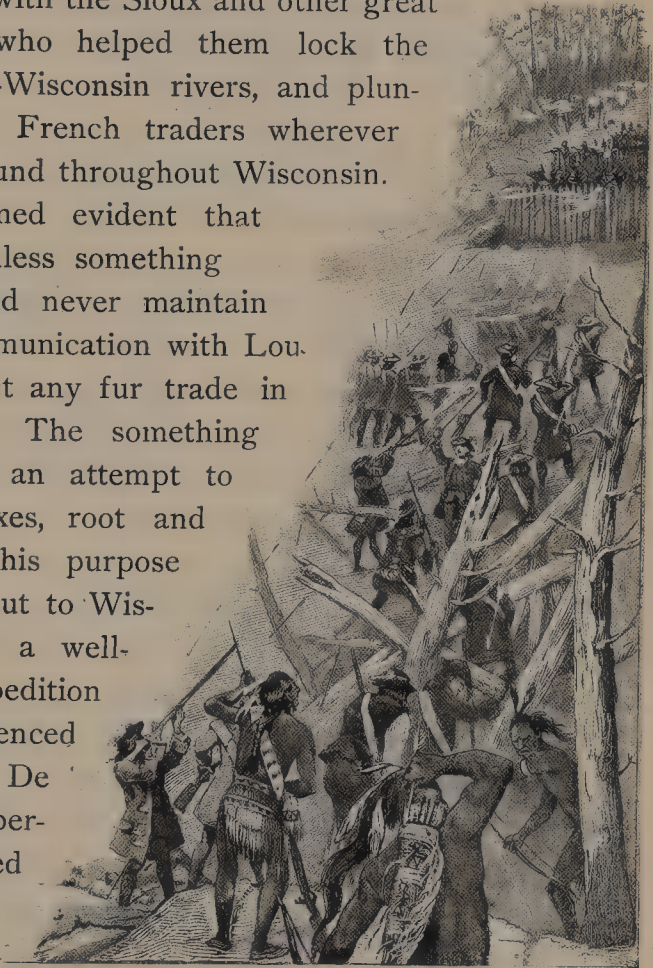 with the Sioux and other great
who helped them lock the
-Wisconsin rivers, and plun-
French traders wherever
und throughout Wisconsin.
ned evident that
less something
d never maintain
munication with Lou-
t any fur trade in
The something
an attempt to
xes, root and
his purpose
ut to Wis-
a well-
pedition
enced
De
per-
ed